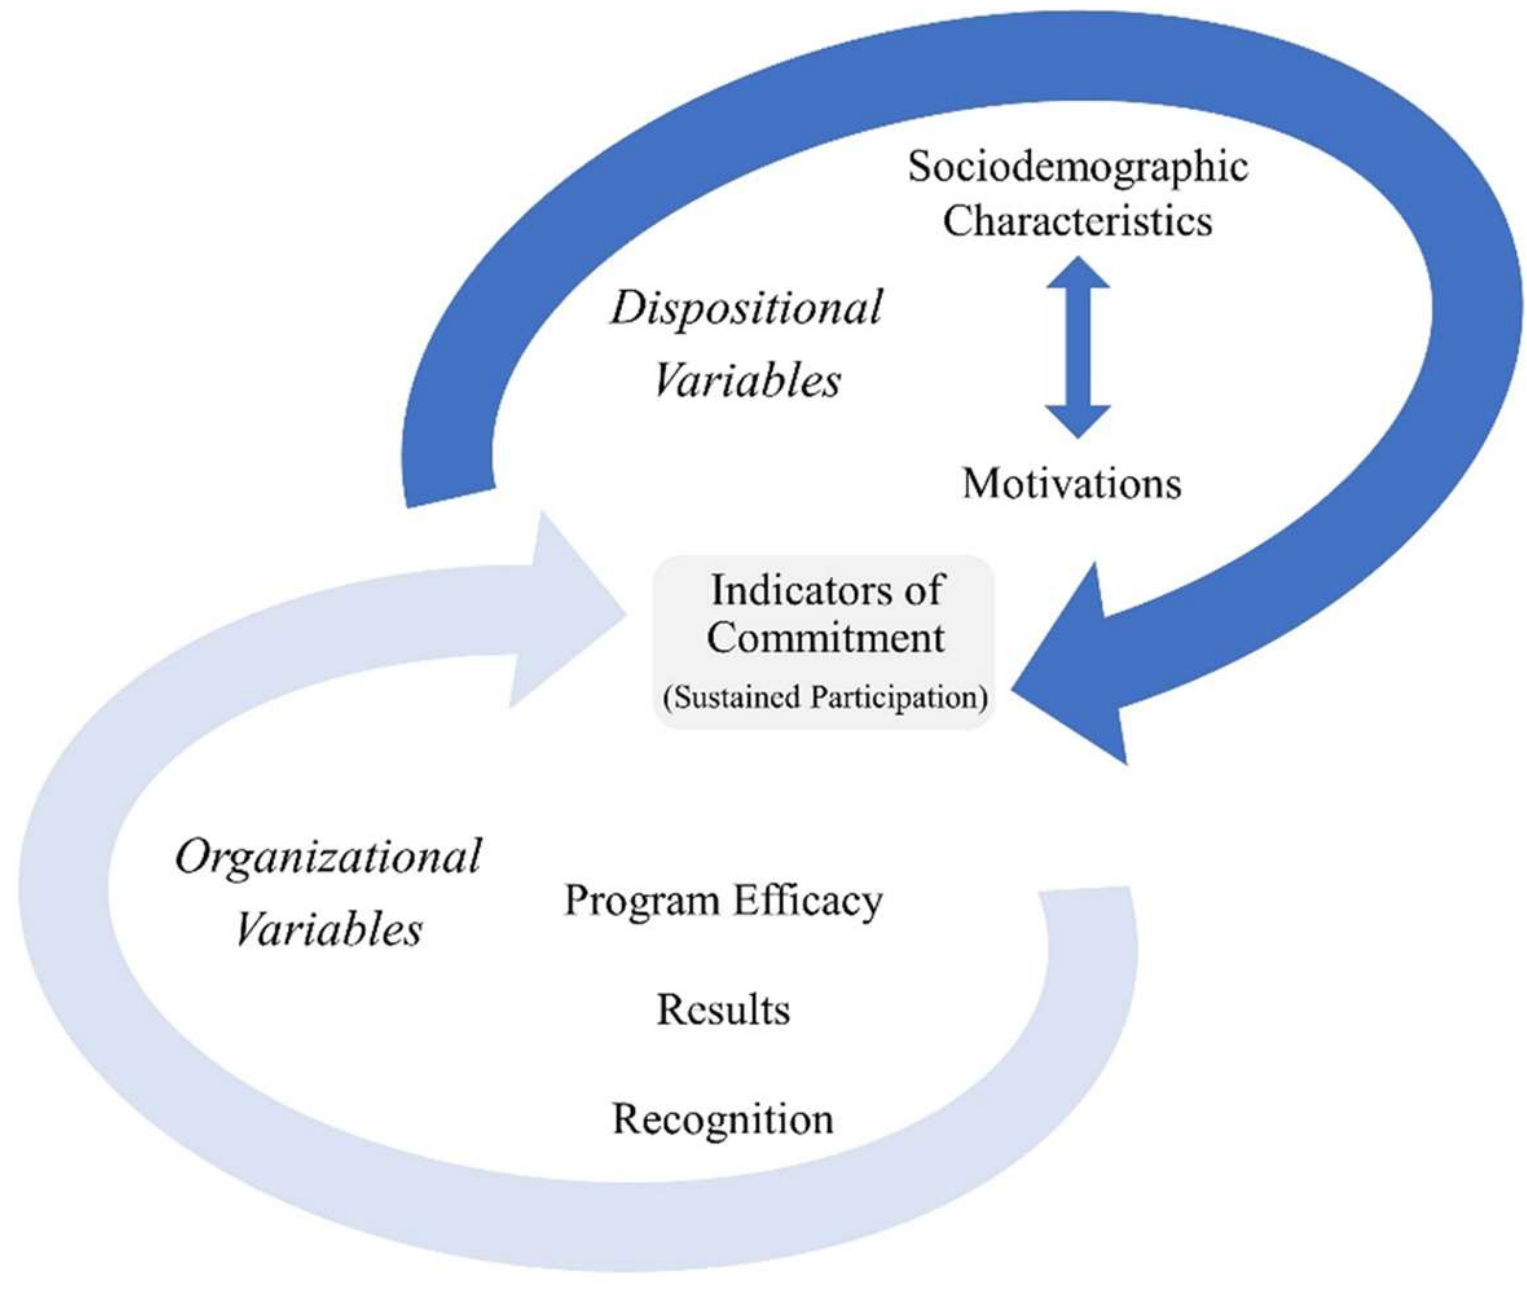 Sociodemographic
Characteristics
Dispositional
Variables
Motivations
Indicators of
Commitment
(Sustained Participation)
Organizational
Variables
Program Efficacy
Results
Recognition